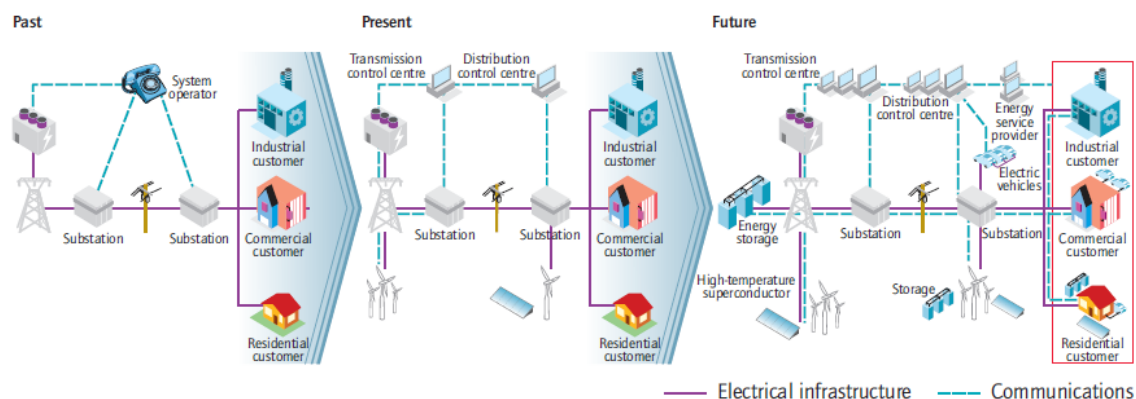 Past
System
operator
Industrial
customer
Substation
Substation
Commercial
customer
Residential
customer
Present
Transmission
control centre
Distribution
control centre
Industrial
customer
Substation
Substation
Commercial
customer
Residential
customer
Future
Transmission
control centre
Distribution
control centre
Energy
service
provider
Industrial
customer
Electric
vehicles
Energy
storage
Substation
Substation
Commercial
customer
High-temperature
superconductor
Storage
Residential
customer
Electrical infrastructure
Communications